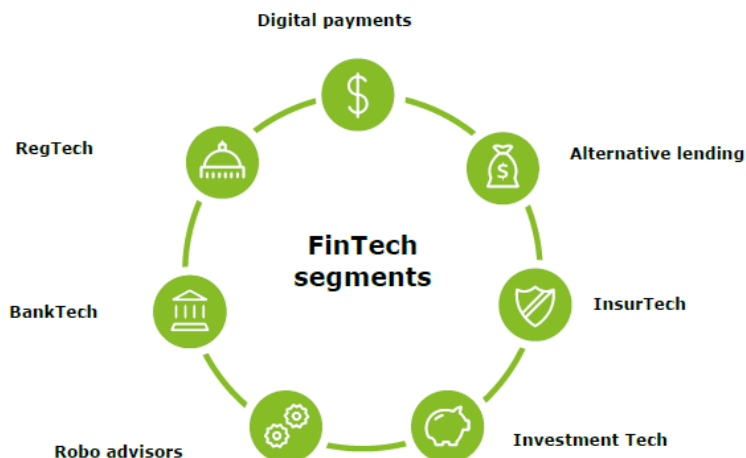 Digital payments
RegTech
Alternative lending
$
FinTech
segments
BankTech
InsurTech
Robo advisors
Investment Tech